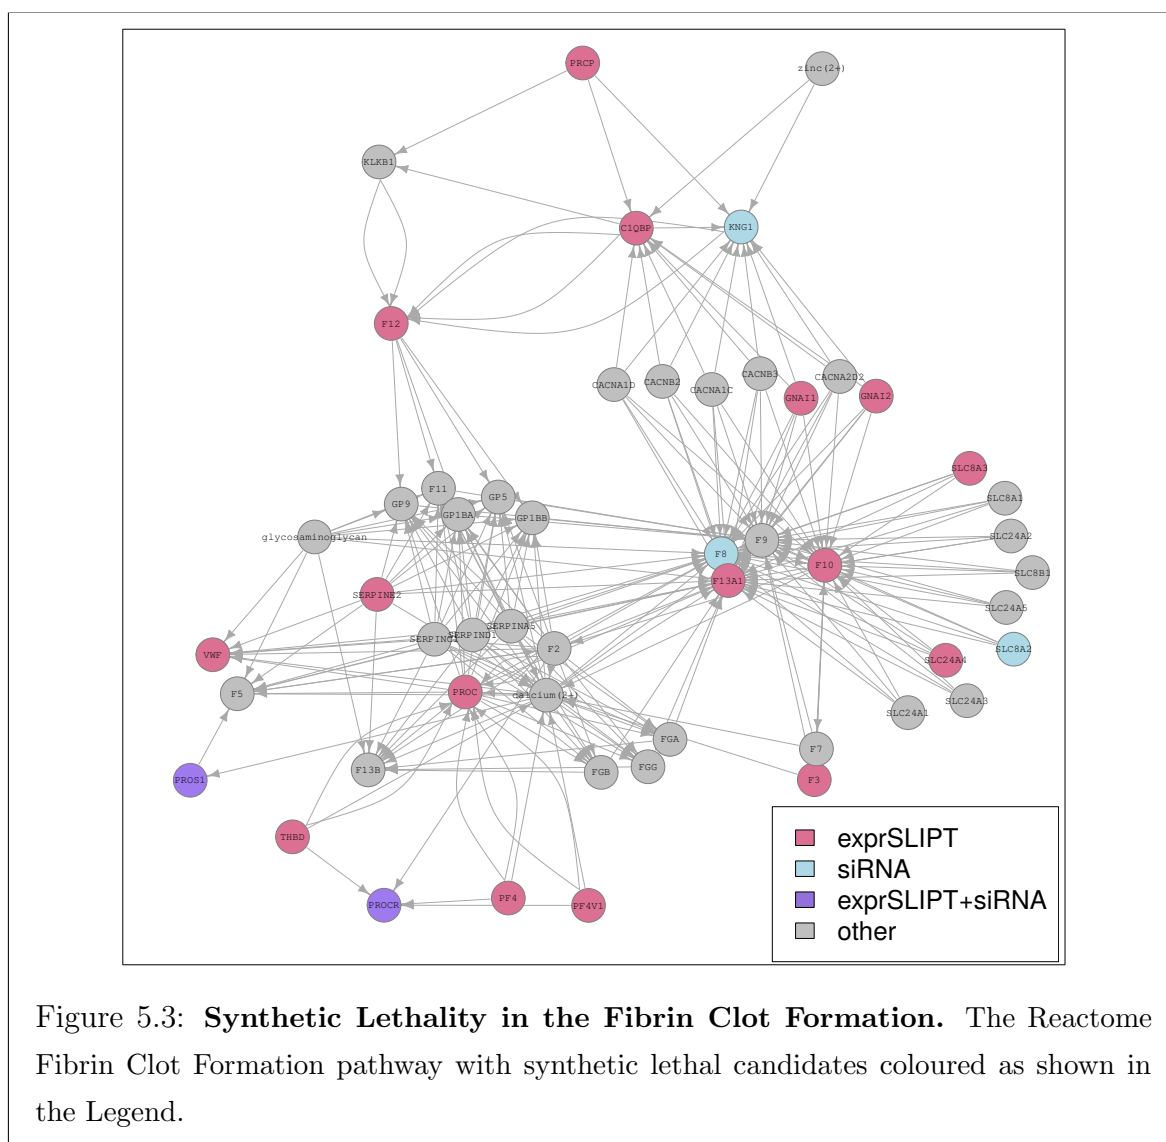 PRCP
zinc(2+)
KLKB1
C1QBP
KNG1
F12
CACNA1D
CACNB2
CACNA1C
CACNB3
CACNA2D2
GNAI1
GNAI2
SLC8A3
SLC8A1
SLC24A2
SLC8B1
SLC24A5
SLC8A2
SLC24A4
SLC24A3
SLC24A1
GP9
F11
GP1BA
GP5
GP1BB
glycosaminoglycan
F8
F9
F13A1
F10
SERPINE2
SERPINC1
SERPIND1
SERPINA5
F2
VWF
F5
PROC
calcium(2+)
FGA
FGG
FGB
F13B
F7
F3
PROS1
THBD
PROCR
PF4
PF4V1
exprSLIPT
siRNA
exprSLIPT+siRNA
other
Figure 5.3: Synthetic Lethality in the Fibrin Clot Formation. The Reactome
Fibrin Clot Formation pathway with synthetic lethal candidates coloured as shown in
the Legend.